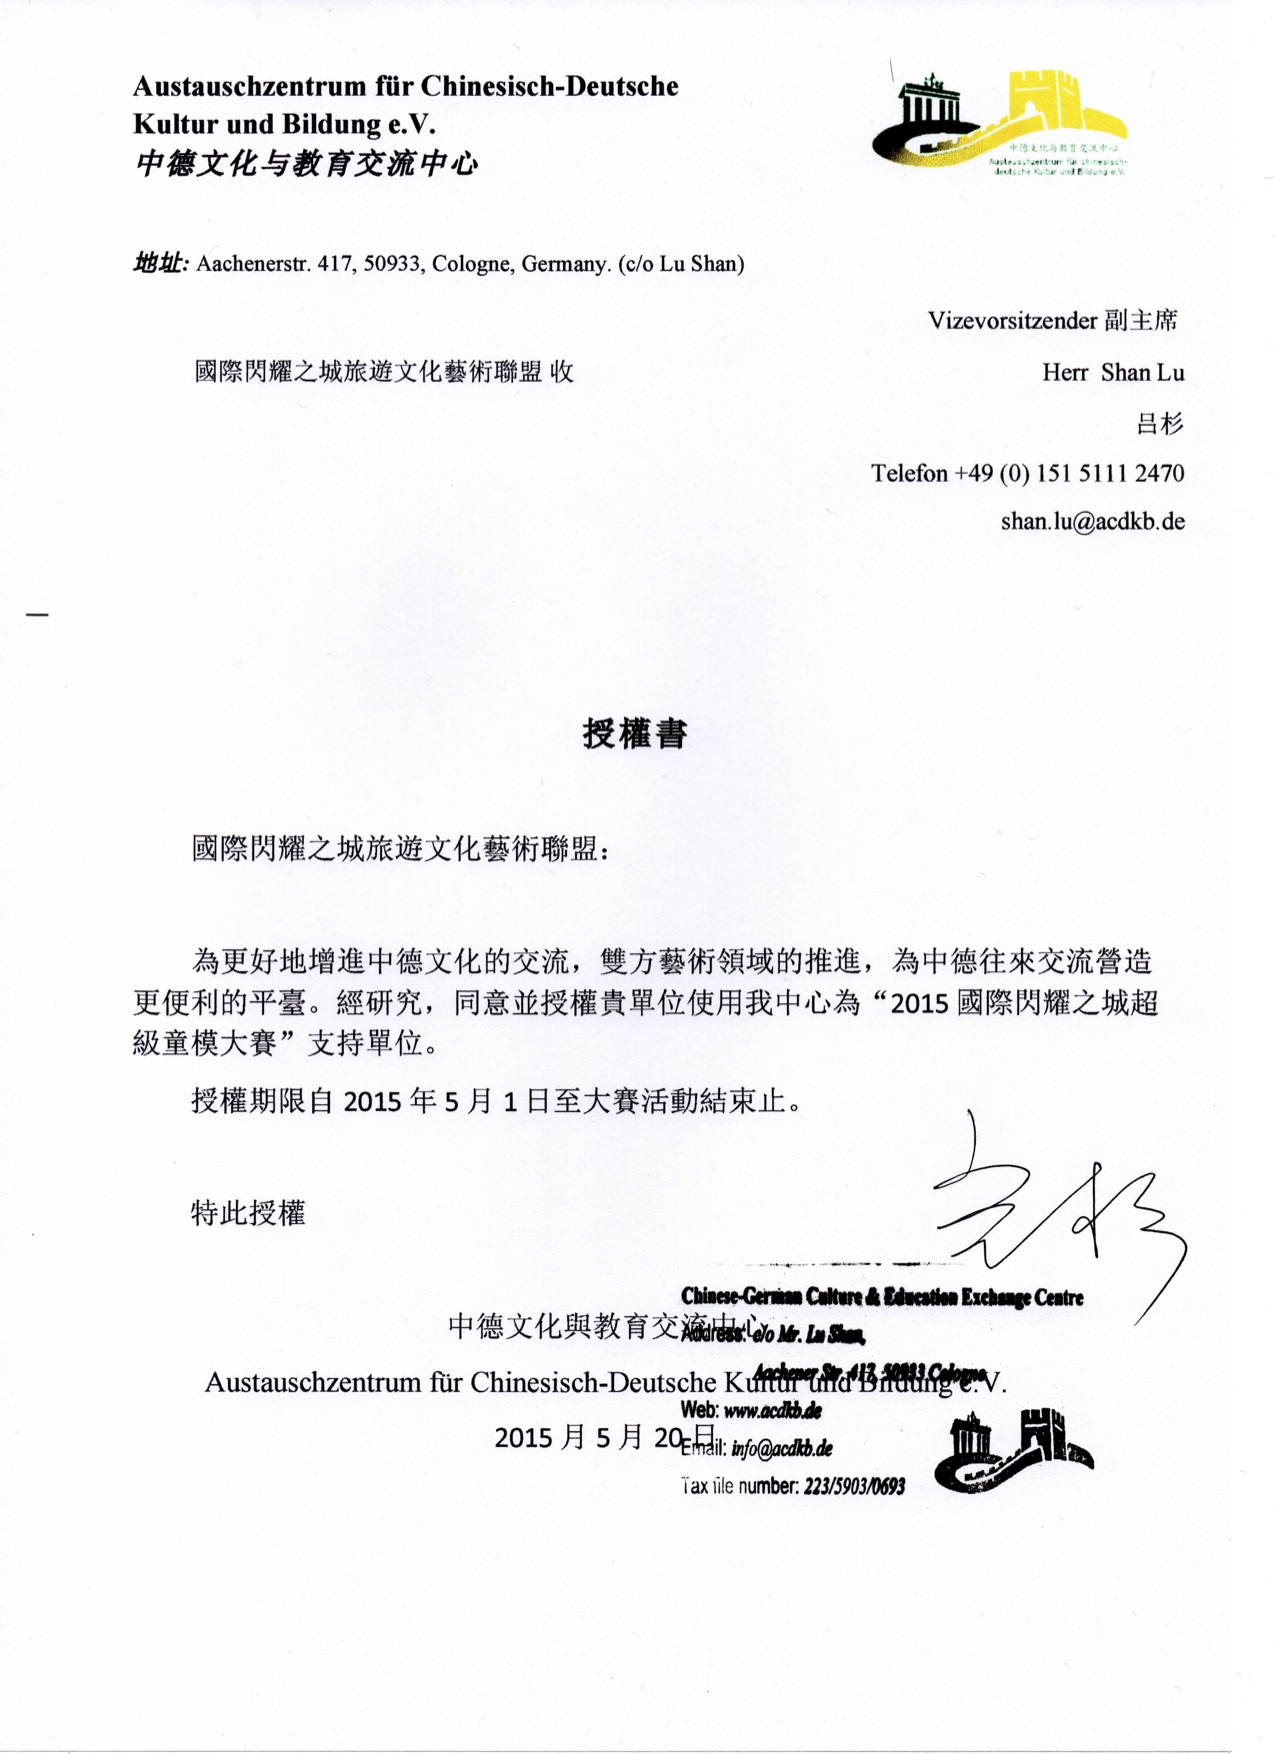 Austauschzentrum für Chinesisch-Deutsche
Kultur und Bildung e.V.
中德文化与教育交流中心
中德文化与教育交流中心
Austauschzentrum für chinesisch-
deutsche Kultur und Bildung e.V.
地址: Aachenerstr. 417, 50933, Cologne, Germany. (c/o Lu Shan)
Vizevorsitzender 副主席
國際閃耀之城旅遊文化藝術聯盟 收
Herr Shan Lu
吕杉
Telefon +49 (0) 151 5111 2470
shan.lu@acdkb.de
授權書
國際閃耀之城旅遊文化藝術聯盟：
為更好地增進中德文化的交流，雙方藝術領域的推進，為中德往來交流營造
更便利的平臺。經研究，同意並授權貴單位使用我中心為“2015 國際閃耀之城超
級童模大賽”支持單位。
授權期限自 2015 年 5 月 1 日至大賽活動結束止。
特此授權
吕杉
Chinese-German Culture & Education Exchange Centre
中德文化與教育交流中心
Address: c/o Mr. Lu Shan,
Aachener Str. 417, 50933 Cologne
Austauschzentrum für Chinesisch-Deutsche Kultur und Bildung e.V.
Web: www.acdkb.de
2015 月 5 月 20 日
Email: info@acdkb.de
Tax file number: 223/5903/0693